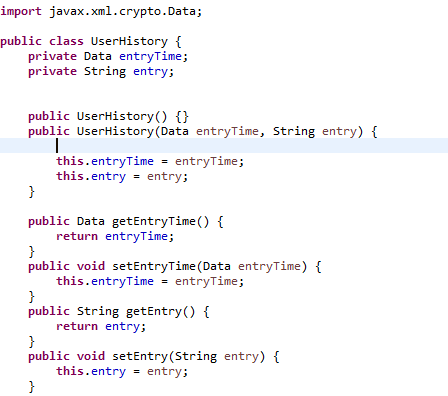 import javax.xml.crypto.Data;
public class UserHistory {
private Data entryTime;
private String entry;
public UserHistory() {}
public UserHistory(Data entryTime, String entry) {
this.entryTime = entryTime;
this.entry = entry;
}
public Data getEntryTime() {
return entryTime;
}
public void setEntryTime(Data entryTime) {
this.entryTime = entryTime;
}
public String getEntry() {
return entry;
}
public void setEntry(String entry) {
this.entry = entry;
}